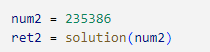 num2 = 235386
ret2 = solution(num2)